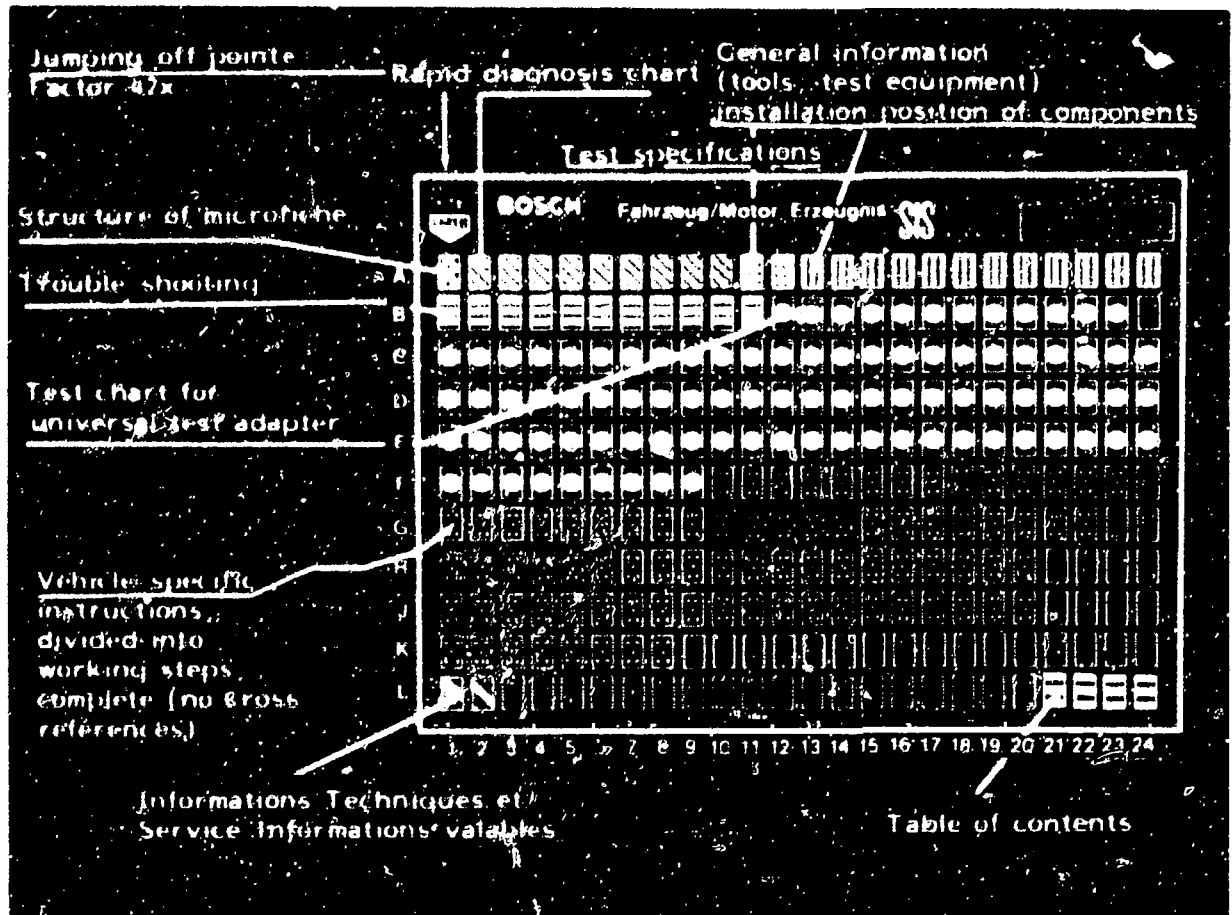 Jumping off pointe
Factor 42x
Rapid diagnosis chart
General information
(tools, test equipment)
installation position of components
Test specifications
Structure of microfiche
BOSCH Fahrzeug/Motor Erzeugnis SIS
Trouble shooting
A
B
C
Test chart for
universal test adapter
D
E
F
G
H
J
K
L
Vehicle specific
instructions,
divided into
working steps
complete (no cross
references)
1 2 3 4 5 6 7 8 9 10 11 12 13 14 15 16 17 18 19 20 21 22 23 24
Informations Techniques et
Service Informations valables
Table of contents